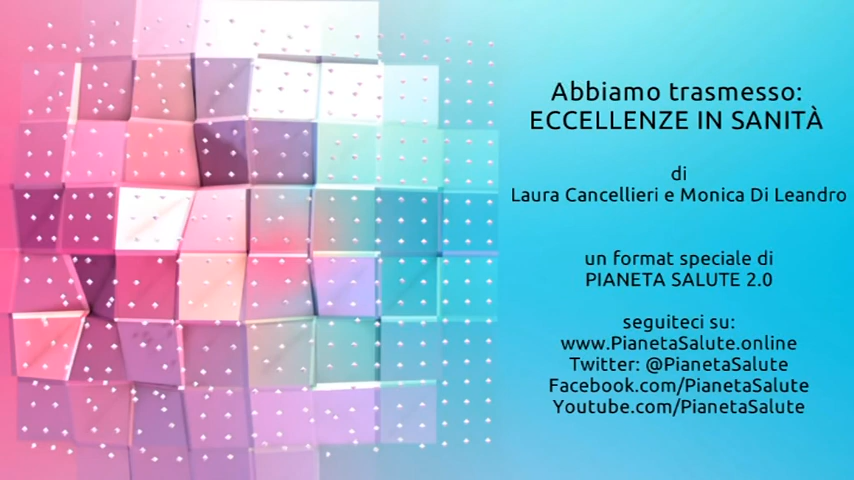 Abbiamo trasmesso:
ECCELLENZE IN SANITÀ
di
Laura Cancellieri e Monica Di Leandro
un format speciale di
PIANETA SALUTE 2.0
seguiteci su:
www.PianetaSalute.online
Twitter: @PianetaSalute
Facebook.com/PianetaSalute
Youtube.com/PianetaSalute